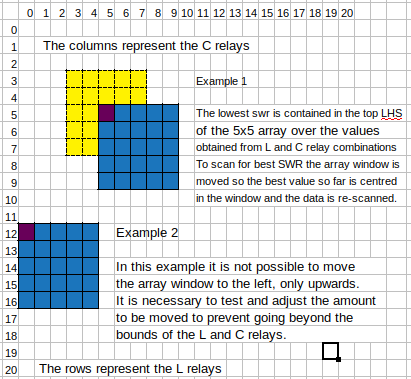 0 1 2 3 4 5 6 7 8 9 10 11 12 13 14 15 16 17 18 19 20
0
1 The columns represent the C relays
2
3 Example 1
4
5 The lowest swr is contained in the top LHS
6 of the 5x5 array over the values
7 obtained from L and C relay combinations
8 To scan for best SWR the array window is
9 moved so the best value so far is centred
10 in the window and the data is re-scanned.
11
12 Example 2
13
14 In this example it is not possible to move
15 the array window to the left, only upwards.
16 It is necessary to test and adjust the amount
17 to be moved to prevent going beyond the
18 bounds of the L and C relays.
19
20 The rows represent the L relays